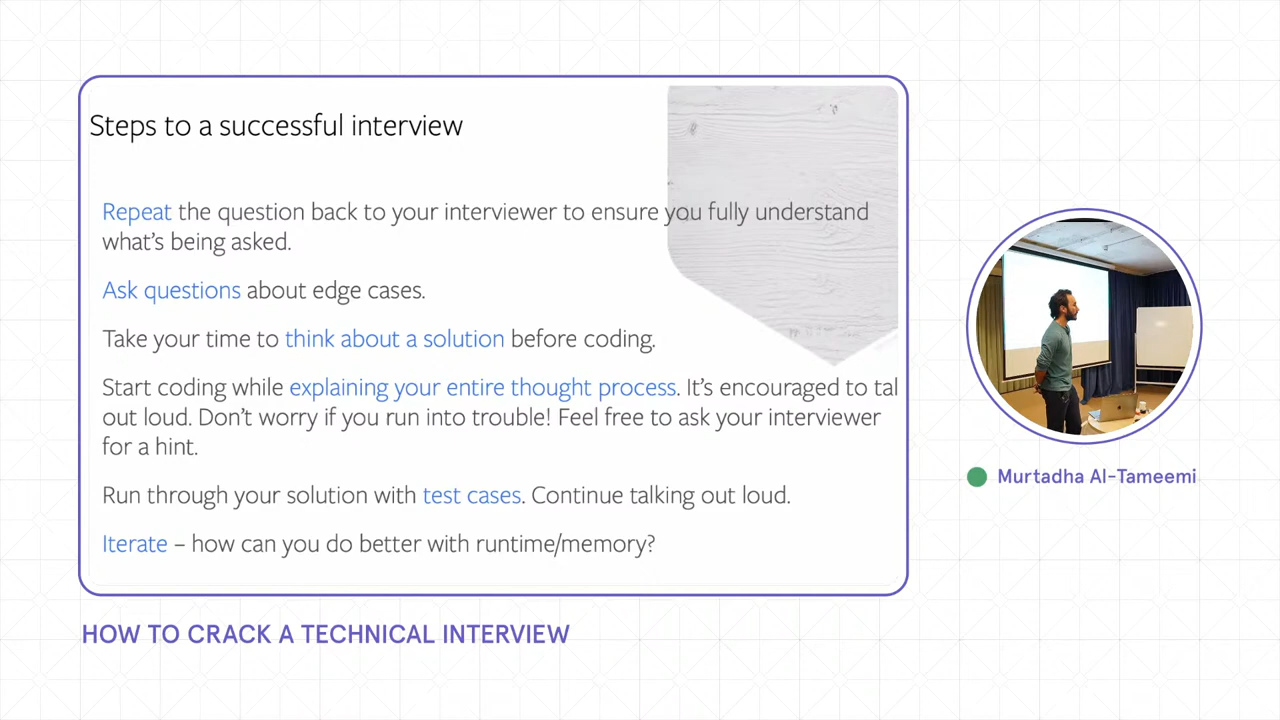 Steps to a successful interview
Repeat the question back to your interviewer to ensure you fully understand
what's being asked.
Ask questions about edge cases.
Take your time to think about a solution before coding.
Start coding while explaining your entire thought process. It's encouraged to tal
out loud. Don't worry if you run into trouble! Feel free to ask your interviewer
for a hint.
Run through your solution with test cases. Continue talking out loud.
Iterate – how can you do better with runtime/memory?
Murtadha Al-Tameemi
HOW TO CRACK A TECHNICAL INTERVIEW